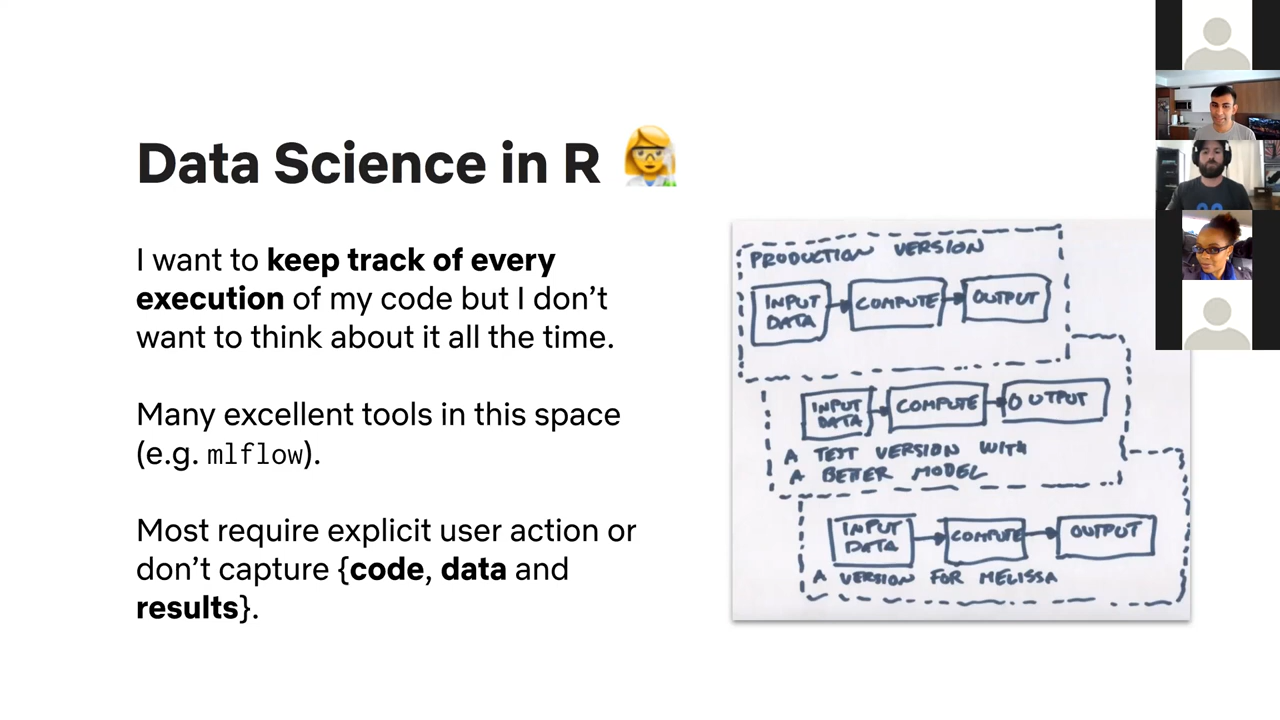 Data Science in R
I want to keep track of every
execution of my code but I don’t
want to think about it all the time.
Many excellent tools in this space
(e.g. mlflow).
Most require explicit user action or
don’t capture {code, data and
results}.
PRODUCTION VERSION
INPUT DATA
COMPUTE
OUTPUT
INPUT DATA
COMPUTE
OUTPUT
A TEST VERSION WITH
A BETTER MODEL
INPUT DATA
COMPUTE
OUTPUT
A VERSION FOR MELISSA